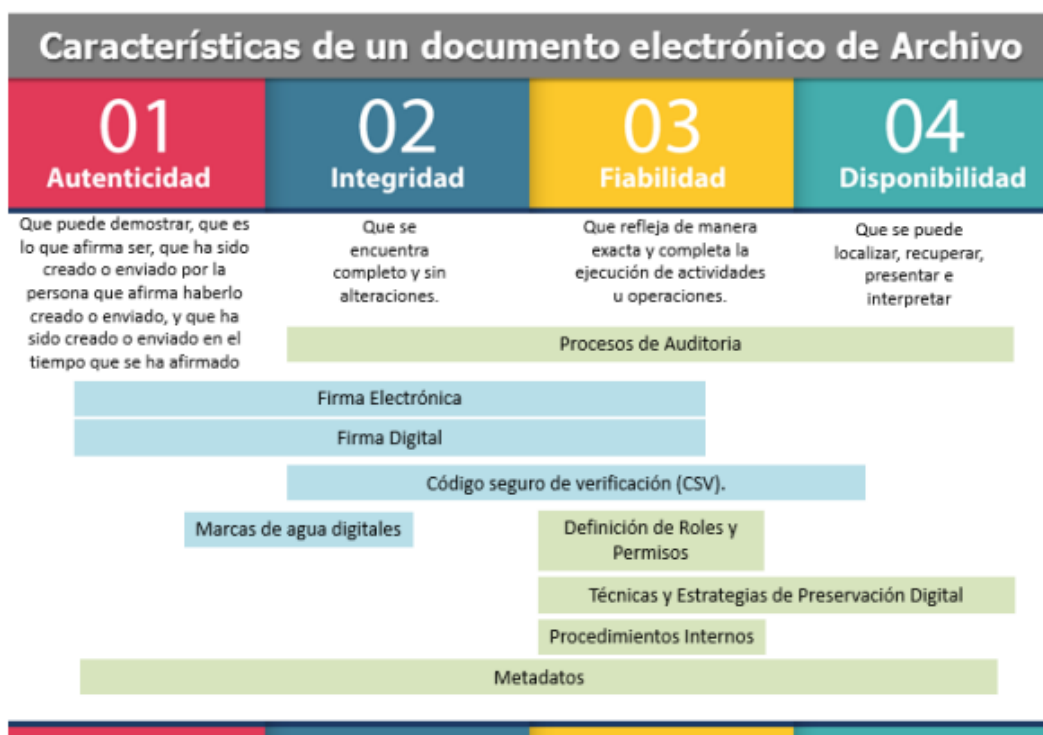 Características de un documento electrónico de Archivo
01
Autenticidad
02
Integridad
03
Fiabilidad
04
Disponibilidad
Que puede demostrar, que es
lo que afirma ser, que ha sido
creado o enviado por la
persona que afirma haberlo
creado o enviado, y que ha
sido creado o enviado en el
tiempo que se ha afirmado
Que se
encuentra
completo y sin
alteraciones.
Que refleja de manera
exacta y completa la
ejecución de actividades
u operaciones.
Que se puede
localizar, recuperar,
presentar e
interpretar
Procesos de Auditoria
Firma Electrónica
Firma Digital
Código seguro de verificación (CSV).
Marcas de agua digitales
Definición de Roles y
Permisos
Técnicas y Estrategias de Preservación Digital
Procedimientos Internos
Metadatos